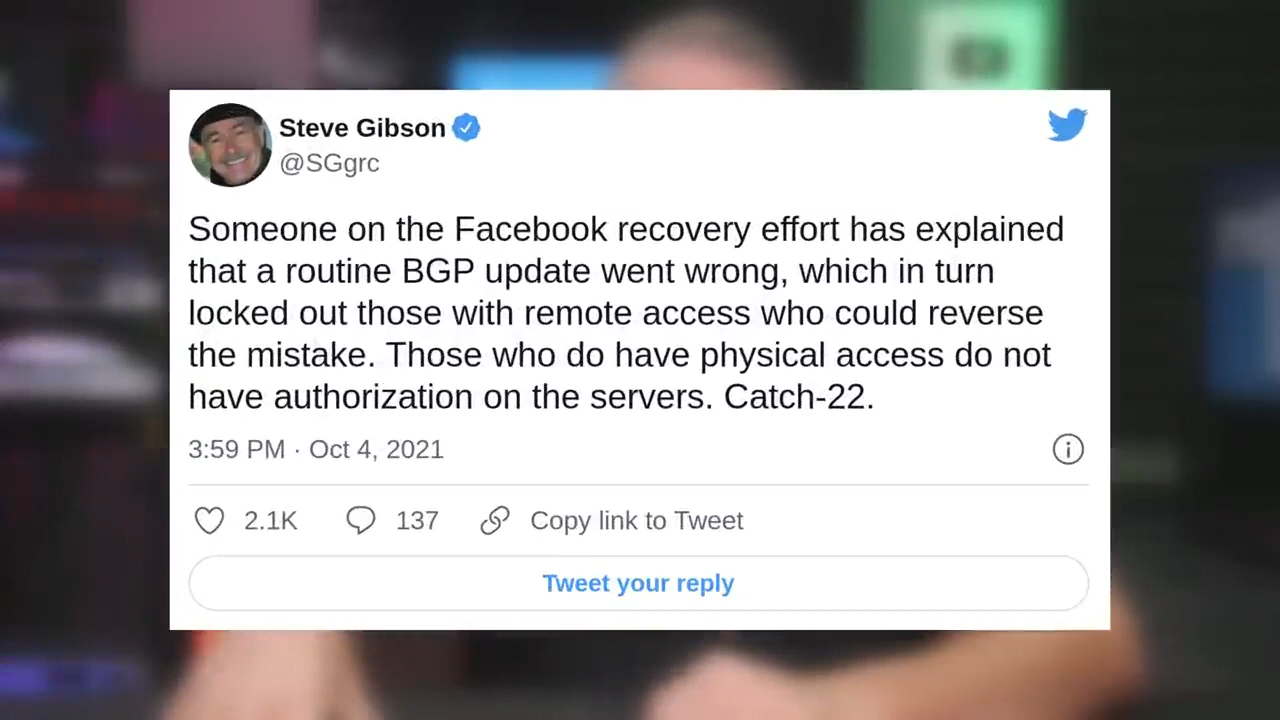 Steve Gibson
@SGgrc
Someone on the Facebook recovery effort has explained
that a routine BGP update went wrong, which in turn
locked out those with remote access who could reverse
the mistake. Those who do have physical access do not
have authorization on the servers. Catch-22.
3:59 PM · Oct 4, 2021
2.1K 137 Copy link to Tweet
Tweet your reply